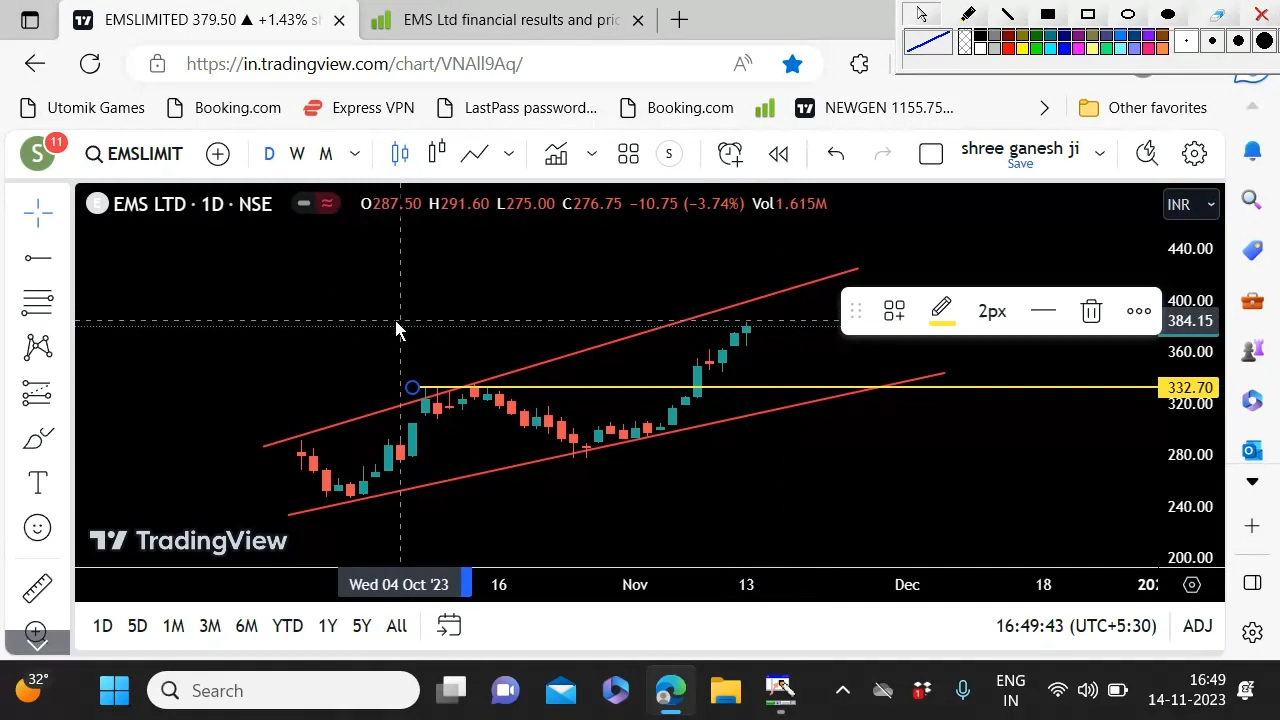 EMSLIMITED 379.50 ▲ +1.43%
EMS Ltd financial results and pric
https://in.tradingview.com/chart/VNAll9Aq/
Utomik Games
Booking.com
Express VPN
LastPass password...
Booking.com
NEWGEN 1155.75...
Other favorites
S
11
EMSLIMIT
D
W
M
S
shree ganesh ji
Save
E
EMS LTD · 1D · NSE
O287.50 H291.60 L275.00 C276.75 −10.75 (−3.74%) Vol1.615M
INR
440.00
400.00
384.15
2px
360.00
332.70
320.00
280.00
240.00
200.00
TradingView
Wed 04 Oct '23
16
Nov
13
Dec
18
1D
5D
1M
3M
6M
YTD
1Y
5Y
All
16:49:43 (UTC+5:30)
ADJ
32°
Search
1
ENG
IN
16:49
14-11-2023